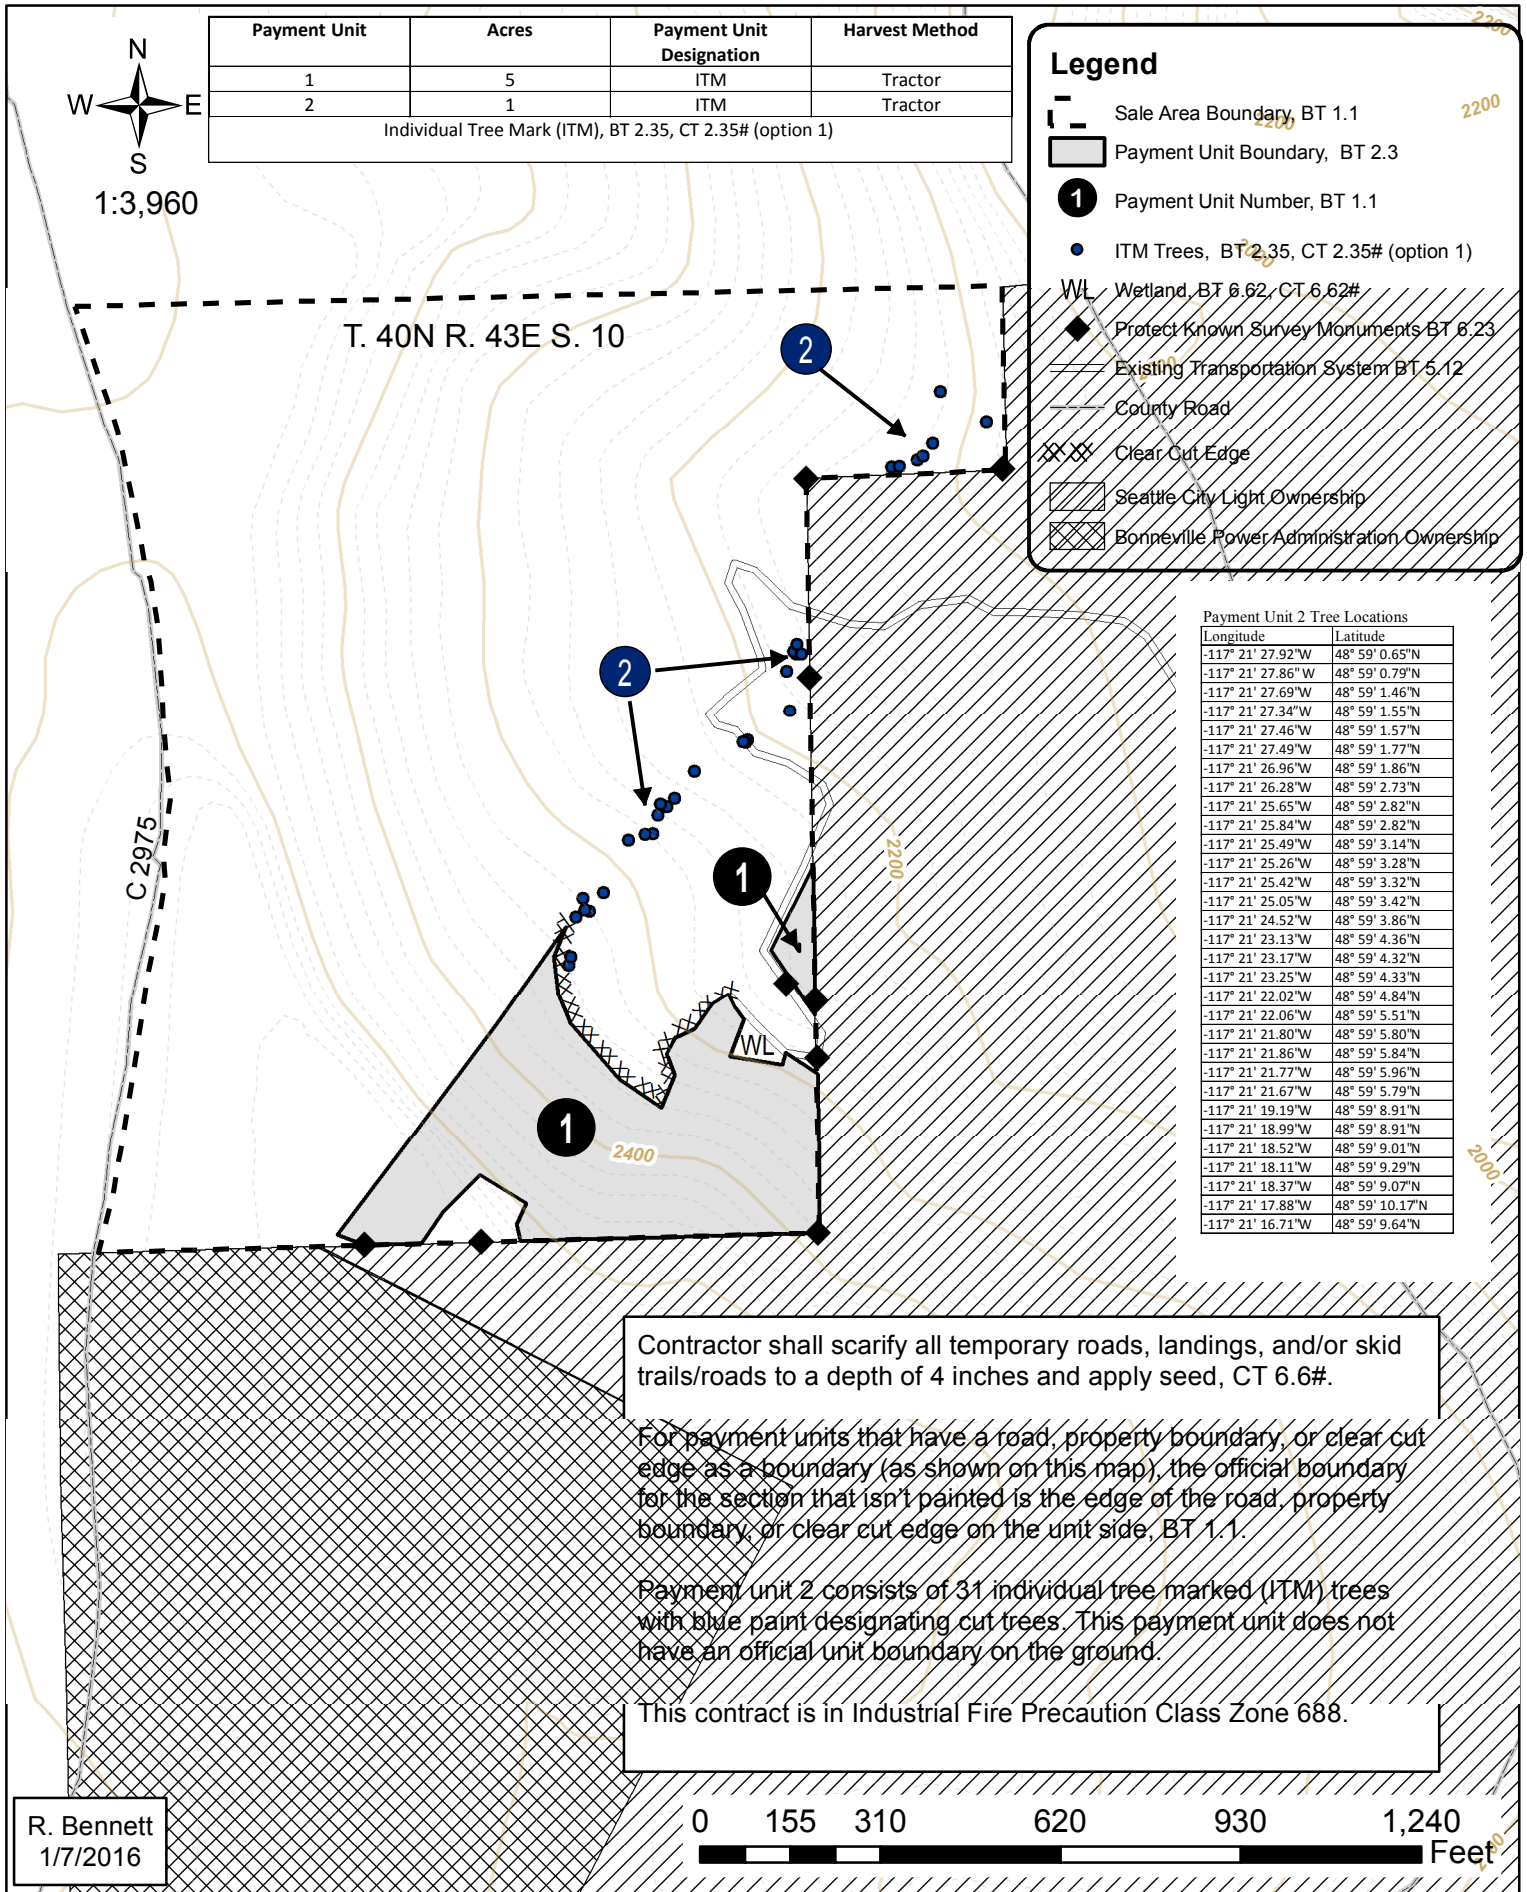 Payment Unit Acres Payment Unit Designation Harvest Method
1 5 ITM Tractor
2 1 ITM Tractor
Individual Tree Mark (ITM), BT 2.35, CT 2.35# (option 1)
N
W E
S
1:3,960
Legend
Sale Area Boundary, BT 1.1
Payment Unit Boundary, BT 2.3
1 Payment Unit Number, BT 1.1
ITM Trees, BT 2.35, CT 2.35# (option 1)
WL Wetland, BT 6.62, CT 6.62#
Protect Known Survey Monuments BT 6.23
Existing Transportation System BT 5.12
County Road
Clear Cut Edge
Seattle City Light Ownership
Bonneville Power Administration Ownership
2200
2200
2200
2000
2000
T. 40N R. 43E S. 10
2
2
C 2975
2200
1
WL
1
2400
2000
Payment Unit 2 Tree Locations
Longitude Latitude
-117° 21' 27.92"W 48° 59' 0.65"N
-117° 21' 27.86" W 48° 59' 0.79"N
-117° 21' 27.69"W 48° 59' 1.46"N
-117° 21' 27.34"W 48° 59' 1.55"N
-117° 21' 27.46"W 48° 59' 1.57"N
-117° 21' 27.49"W 48° 59' 1.77"N
-117° 21' 26.96"W 48° 59' 1.86"N
-117° 21' 26.28"W 48° 59' 2.73"N
-117° 21' 25.65"W 48° 59' 2.82"N
-117° 21' 25.84"W 48° 59' 2.82"N
-117° 21' 25.49"W 48° 59' 3.14"N
-117° 21' 25.26"W 48° 59' 3.28"N
-117° 21' 25.42"W 48° 59' 3.32"N
-117° 21' 25.05"W 48° 59' 3.42"N
-117° 21' 24.52"W 48° 59' 3.86"N
-117° 21' 23.13"W 48° 59' 4.36"N
-117° 21' 23.17"W 48° 59' 4.32"N
-117° 21' 23.25"W 48° 59' 4.33"N
-117° 21' 22.02"W 48° 59' 4.84"N
-117° 21' 22.06"W 48° 59' 5.51"N
-117° 21' 21.80"W 48° 59' 5.80"N
-117° 21' 21.86"W 48° 59' 5.84"N
-117° 21' 21.77"W 48° 59' 5.96"N
-117° 21' 21.67"W 48° 59' 5.79"N
-117° 21' 19.19"W 48° 59' 8.91"N
-117° 21' 18.99"W 48° 59' 8.91"N
-117° 21' 18.52"W 48° 59' 9.01"N
-117° 21' 18.11"W 48° 59' 9.29"N
-117° 21' 18.37"W 48° 59' 9.07"N
-117° 21' 17.88"W 48° 59' 10.17"N
-117° 21' 16.71"W 48° 59' 9.64"N
Contractor shall scarify all temporary roads, landings, and/or skid
trails/roads to a depth of 4 inches and apply seed, CT 6.6#.
For payment units that have a road, property boundary, or clear cut
edge as a boundary (as shown on this map), the official boundary
for the section that isn't painted is the edge of the road, property
boundary, or clear cut edge on the unit side, BT 1.1.
Payment unit 2 consists of 31 individual tree marked (ITM) trees
with blue paint designating cut trees. This payment unit does not
have an official unit boundary on the ground.
This contract is in Industrial Fire Precaution Class Zone 688.
R. Bennett
1/7/2016
0 155 310 620 930 1,240
Feet